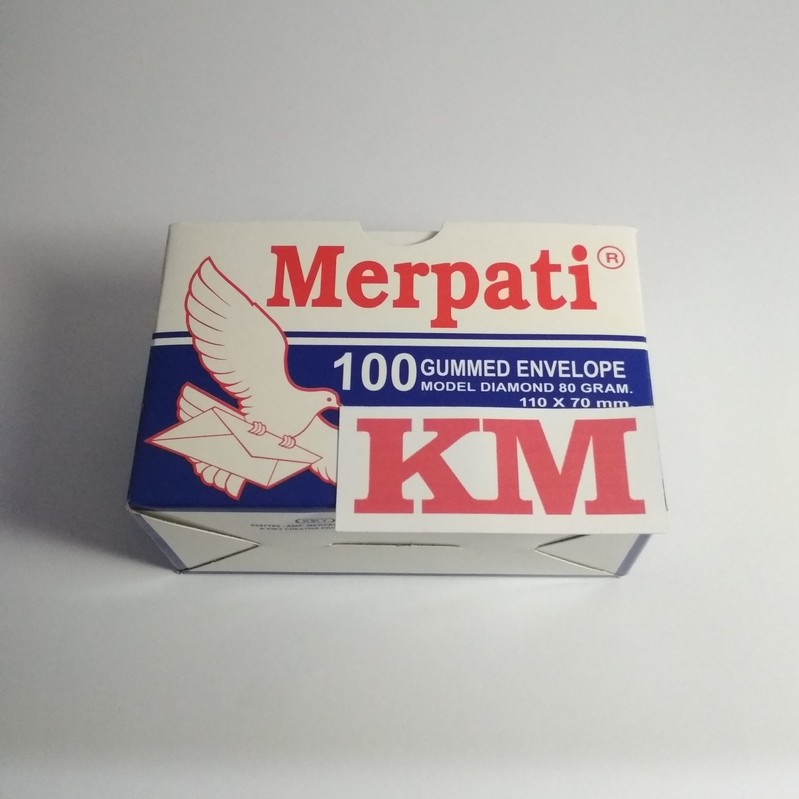 Merpati ®
100 GUMMED ENVELOPE
MODEL DIAMOND 80 GRAM.
110 X 70 mm.
KM